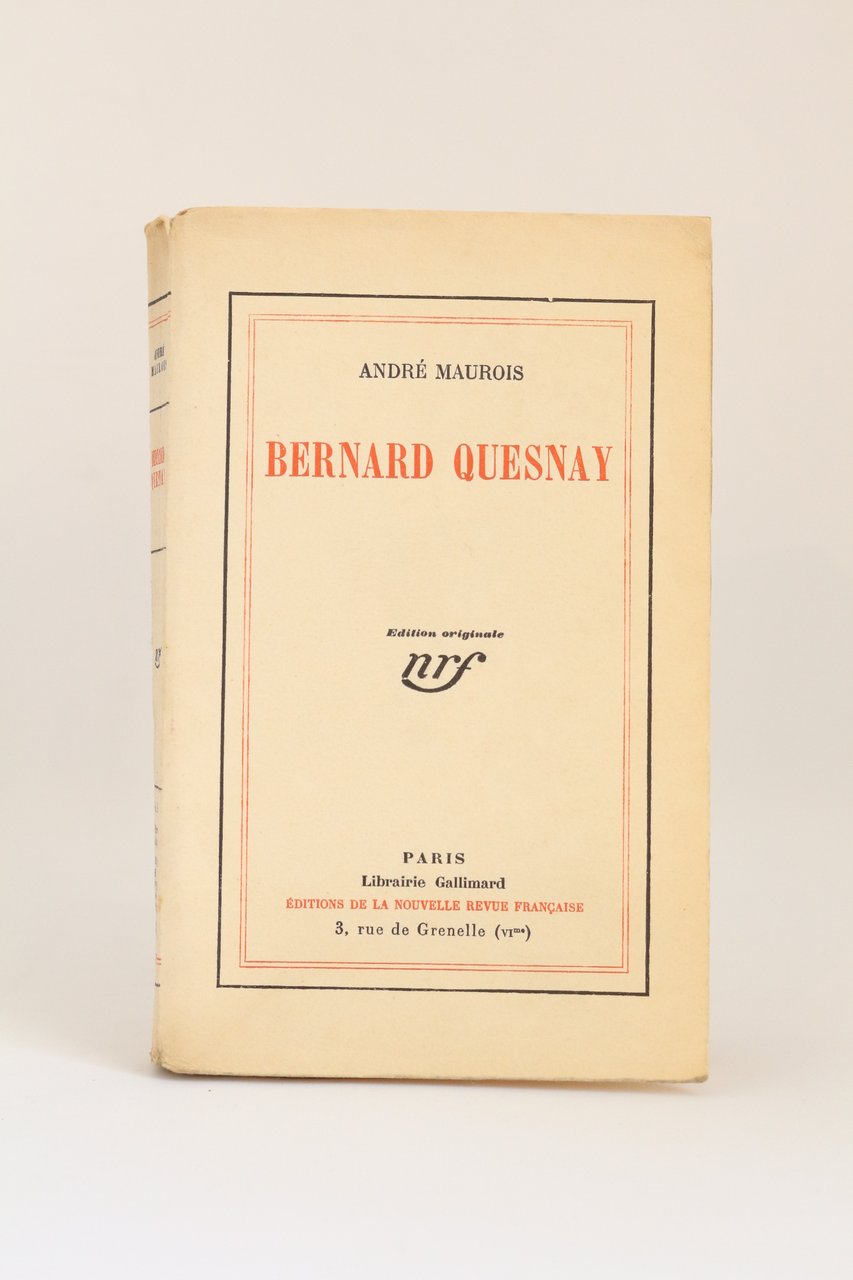 ANDRÉ MAUROIS
BERNARD QUESNAY
Edition originale
nrf
PARIS
Librairie Gallimard
ÉDITIONS DE LA NOUVELLE REVUE FRANÇAISE
3, rue de Grenelle (VIme)
nrf